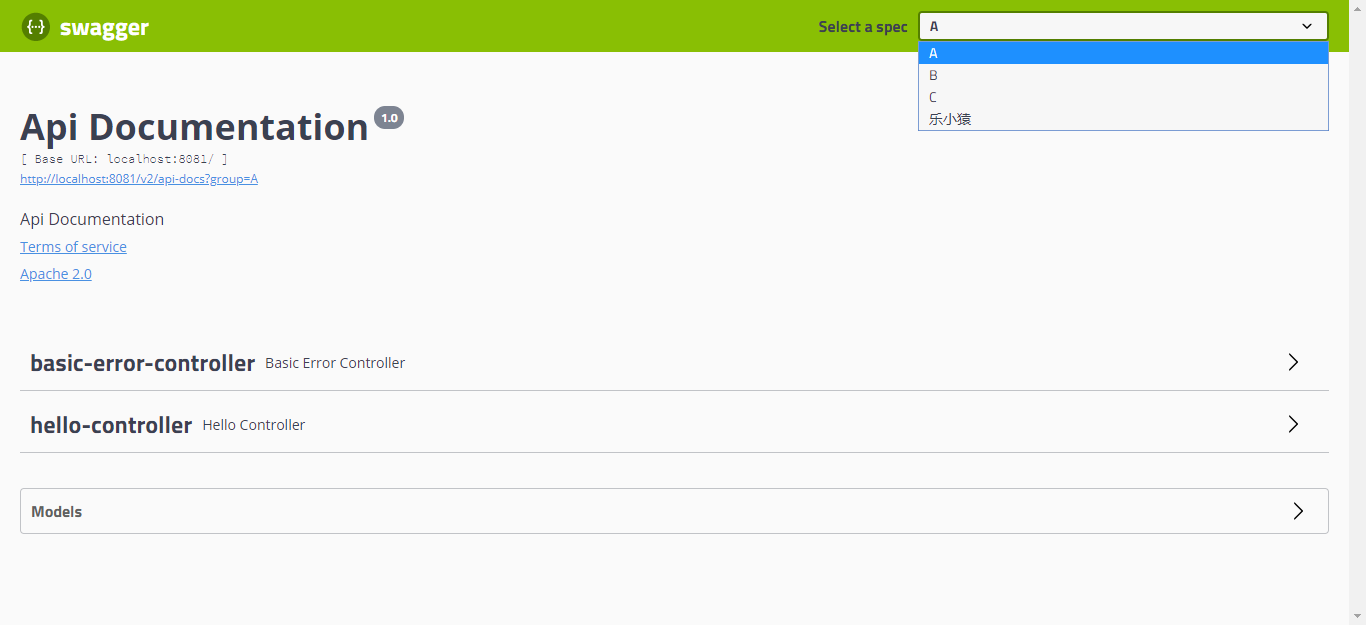 {···} swagger
Select a spec A
A
B
C
乐小猿
Api Documentation 1.0
[ Base URL: localhost:8081/ ]
http://localhost:8081/v2/api-docs?group=A
Api Documentation
Terms of service
Apache 2.0
basic-error-controller Basic Error Controller
hello-controller Hello Controller
Models